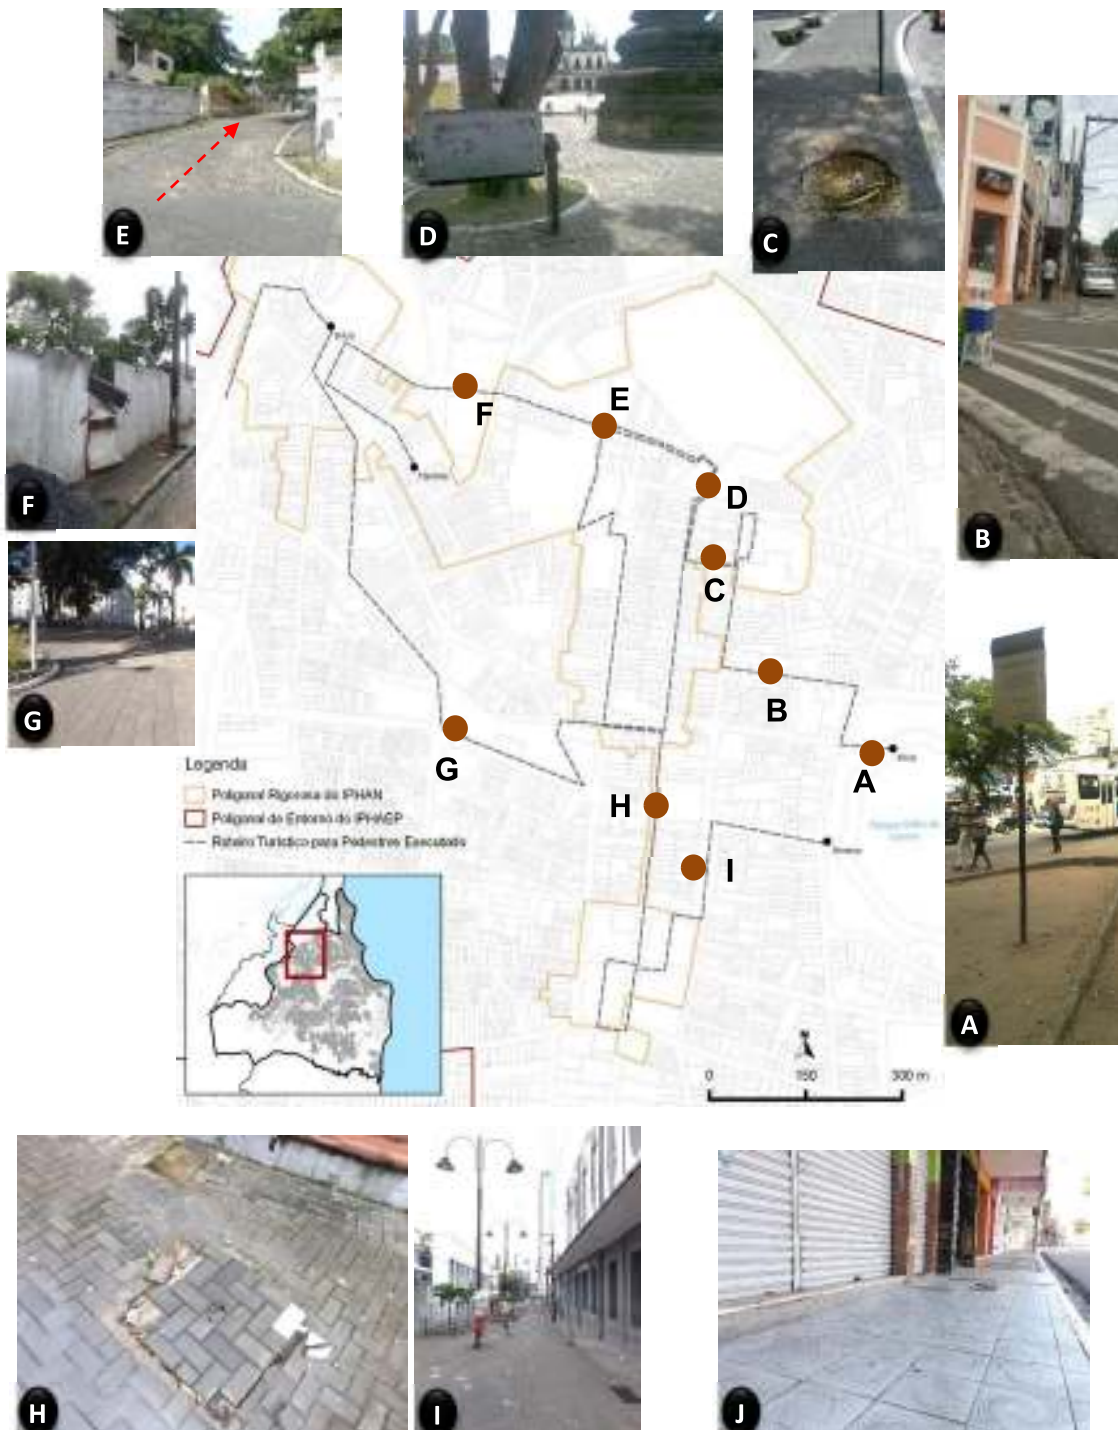 E
D
C
B
F
G
A
F
E
D
C
B
A
G
H
I
Legenda
Poligonal Rigorosa do IPHAN
Poligonal de Entorno do IPHAEP
Roteiro Turístico para Pedestres Executado
0 150 300 m
H
I
J